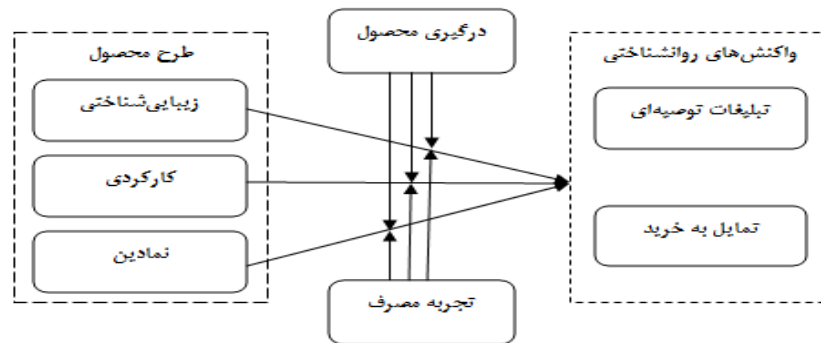 درگیری محصول
واکنش‌های روانشناختی
طرح محصول
تبلیغات توصیه‌ای
زیبایی‌شناختی
کارکردی
تمایل به خرید
نمادین
تجربه مصرف